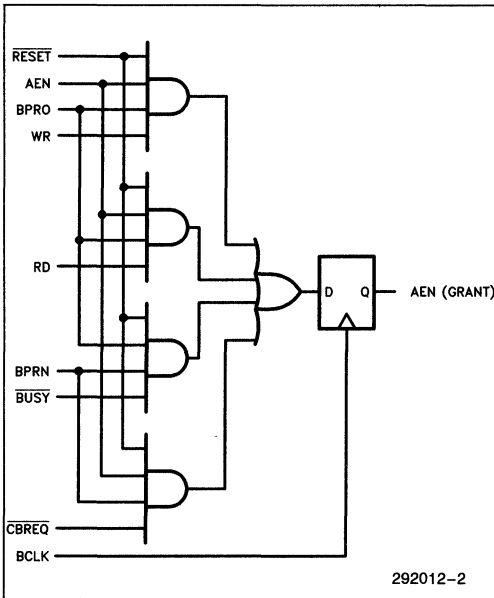 RESET
AEN
BPRO
WR
RD
D Q AEN (GRANT)
BPRN
BUSY
CBREQ
BCLK
292012-2